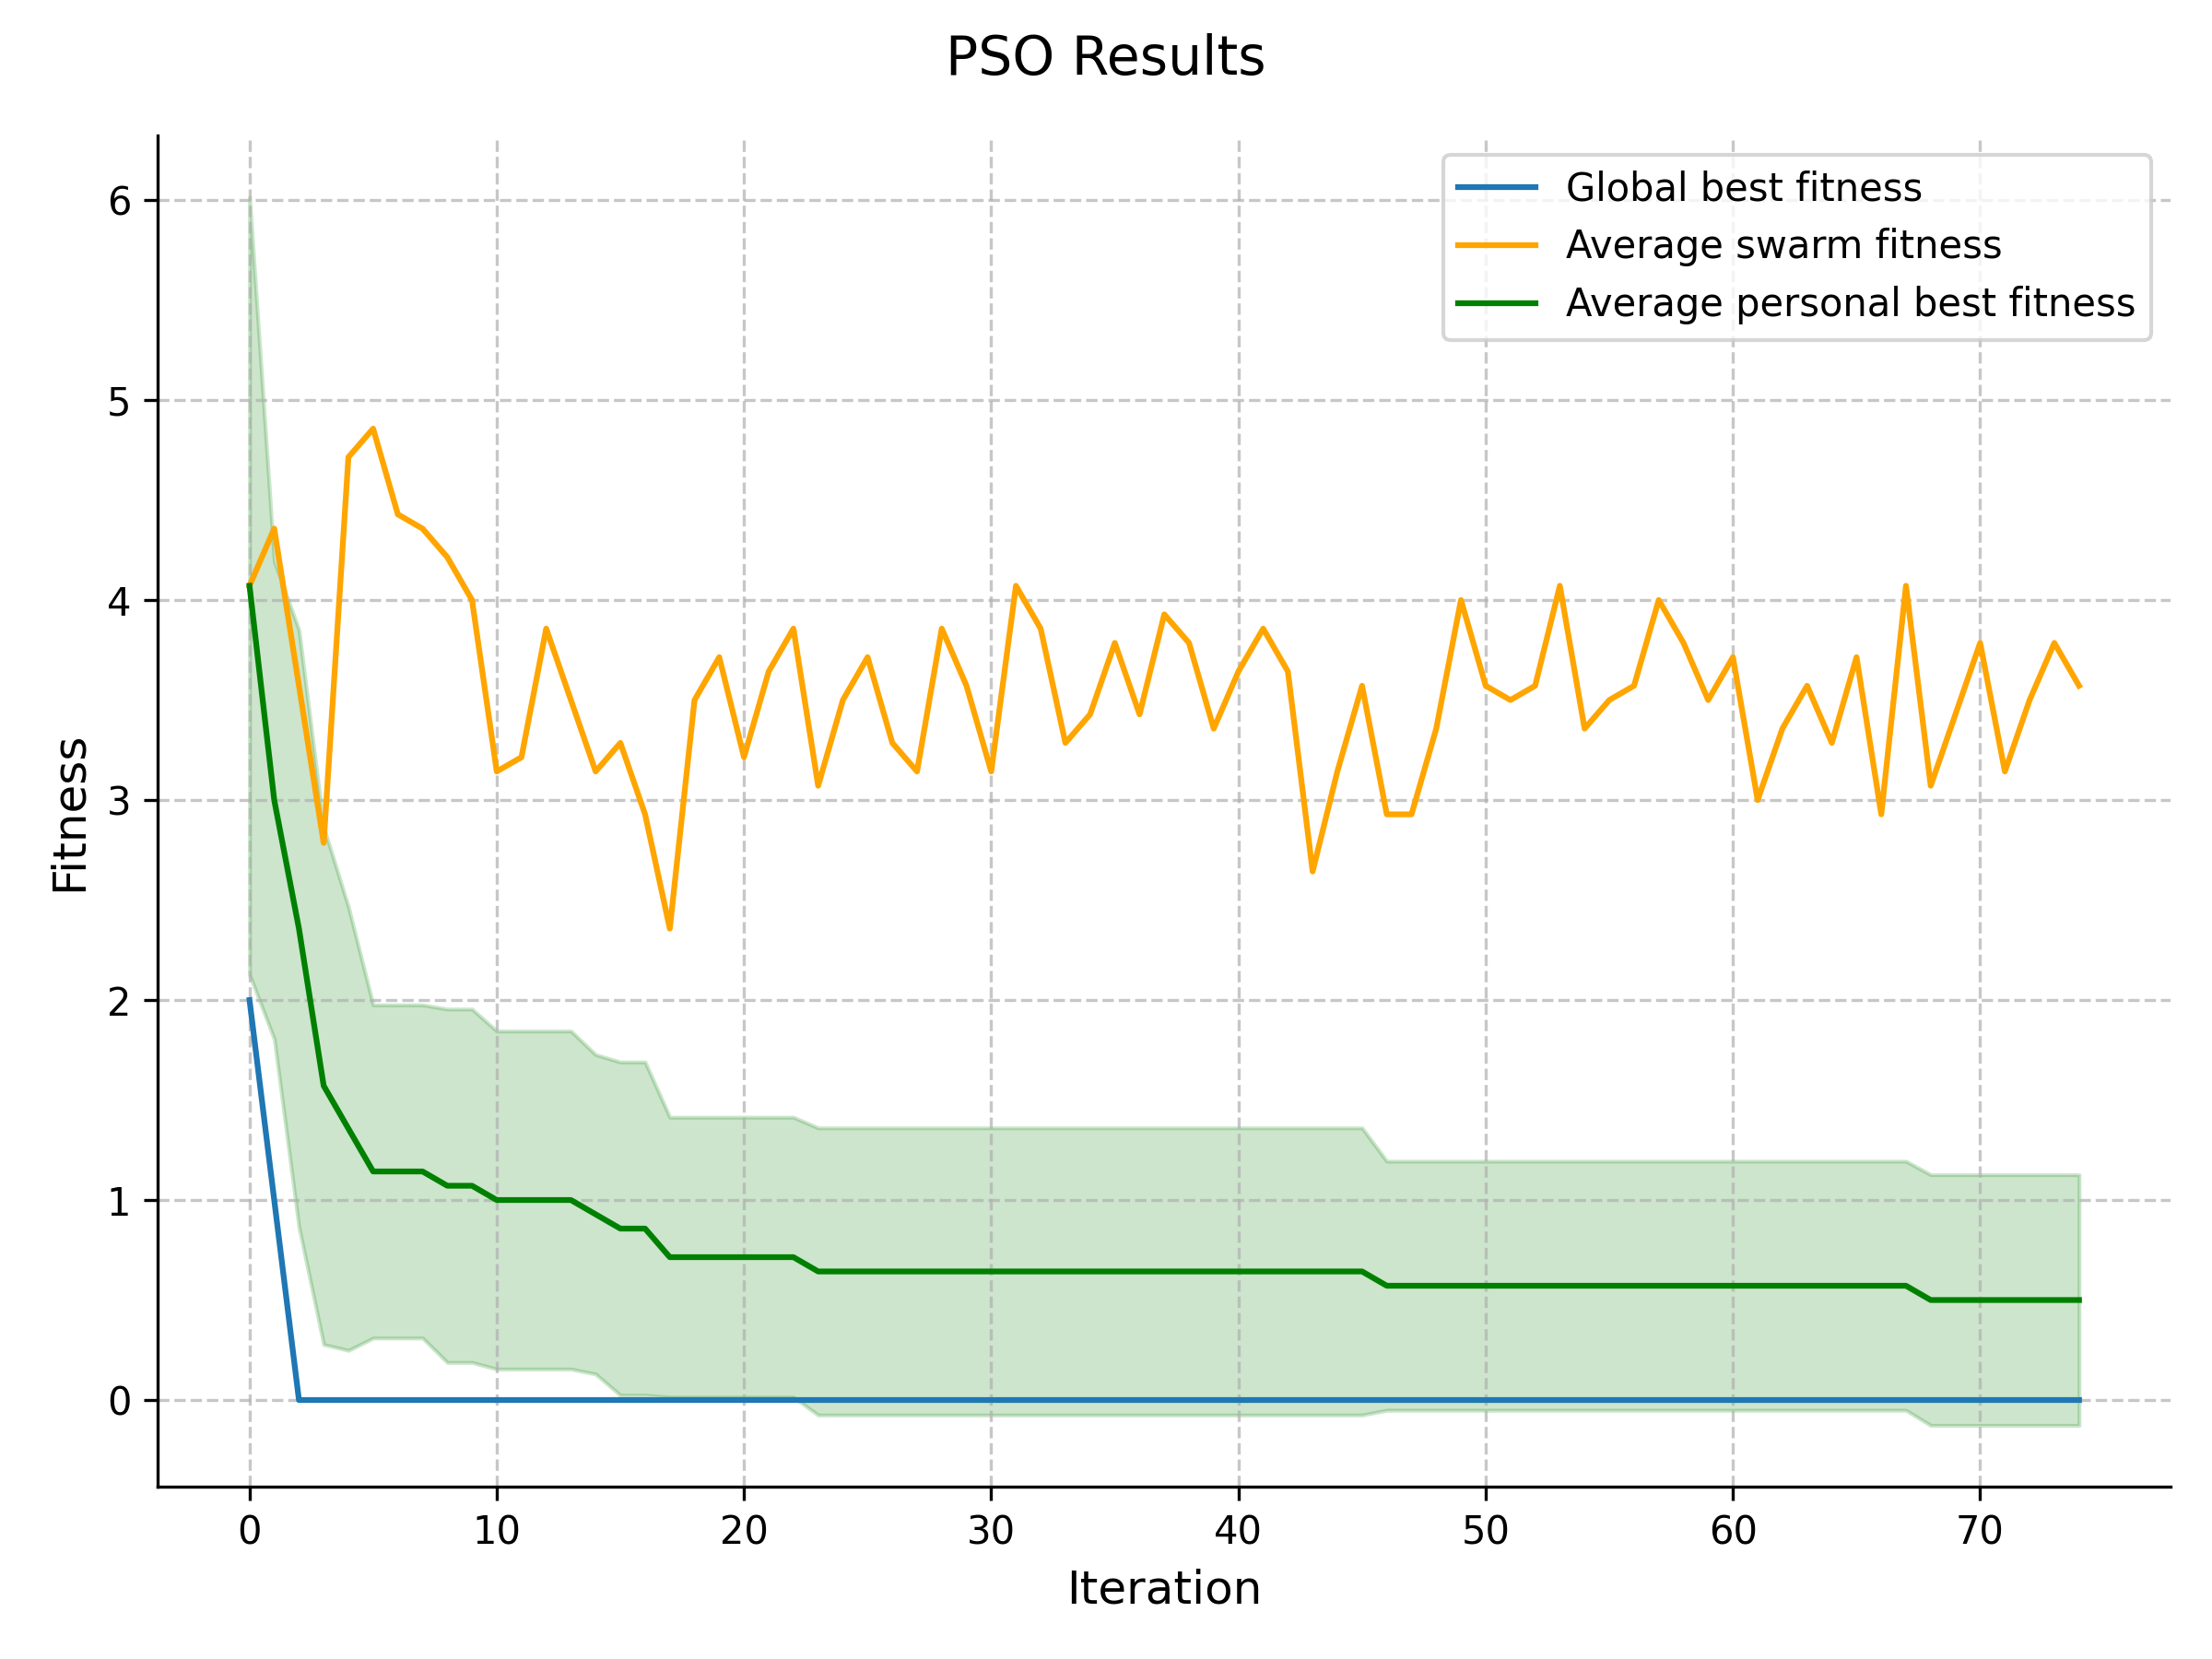 PSO Results
Global best fitness
Average swarm fitness
Average personal best fitness
Fitness
6
5
4
3
2
1
0
0 10 20 30 40 50 60 70
Iteration